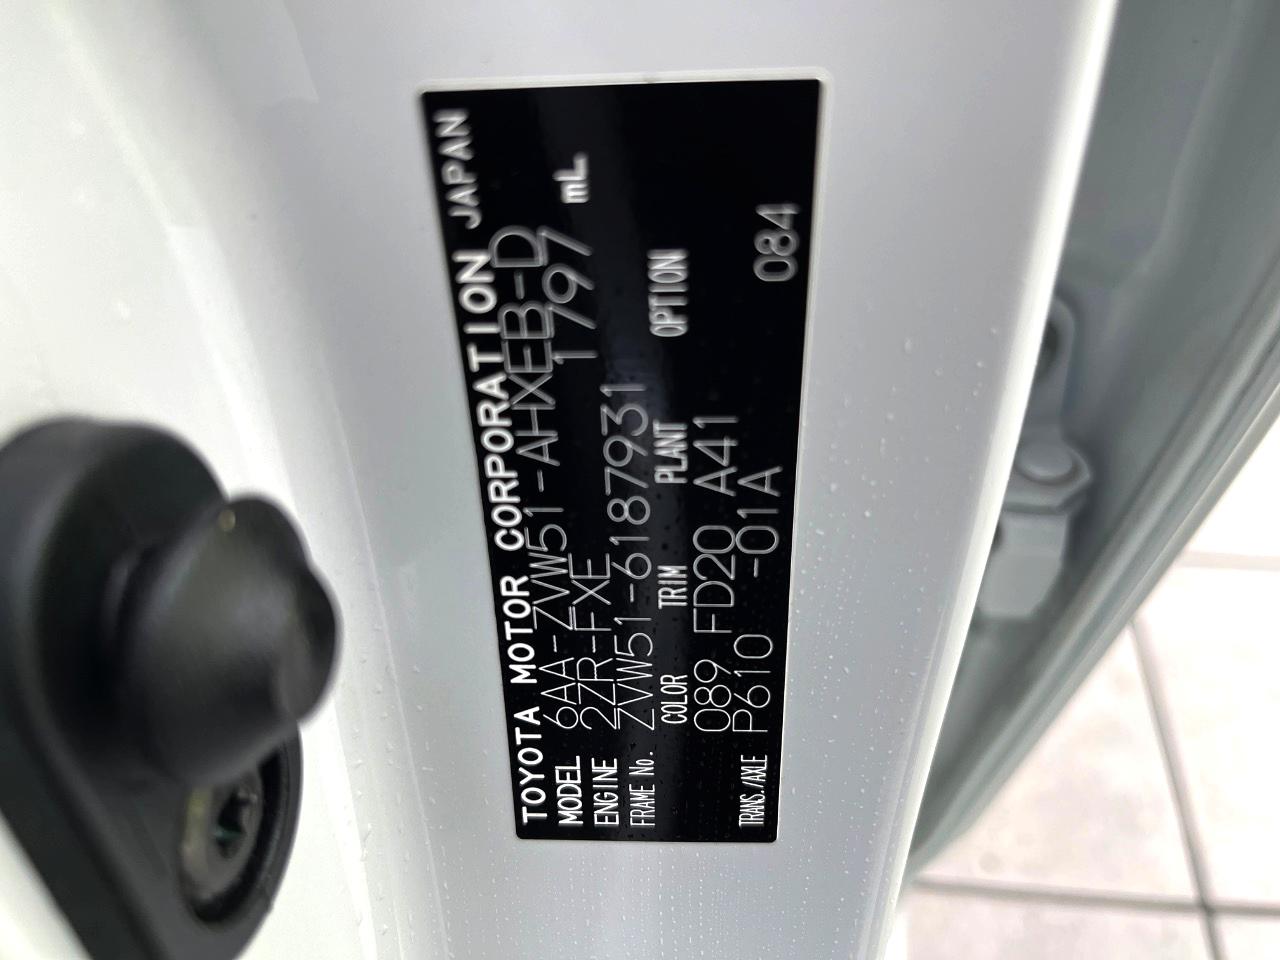 TOYOTA MOTOR CORPORATION JAPAN
MODEL 6AA-ZVW51-AHXEB-D
ENGINE 2ZR-FXE 1797 mL
FRAME No. ZVW51-6187931
COLOR TRIM PLANT OPTION
089 FD20 A41
TRANS./AXLE P610 -01A 084